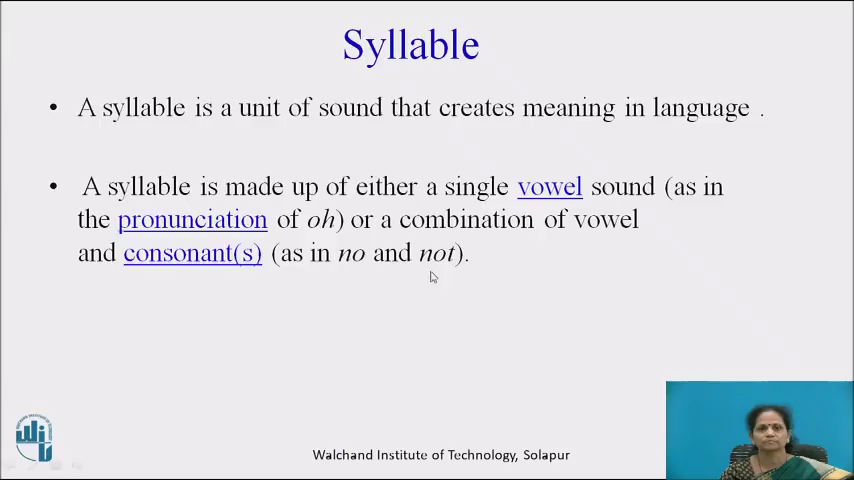 Syllable
• A syllable is a unit of sound that creates meaning in language .
• A syllable is made up of either a single vowel sound (as in
the pronunciation of oh) or a combination of vowel
and consonant(s) (as in no and not).
Walchand Institute of Technology, Solapur